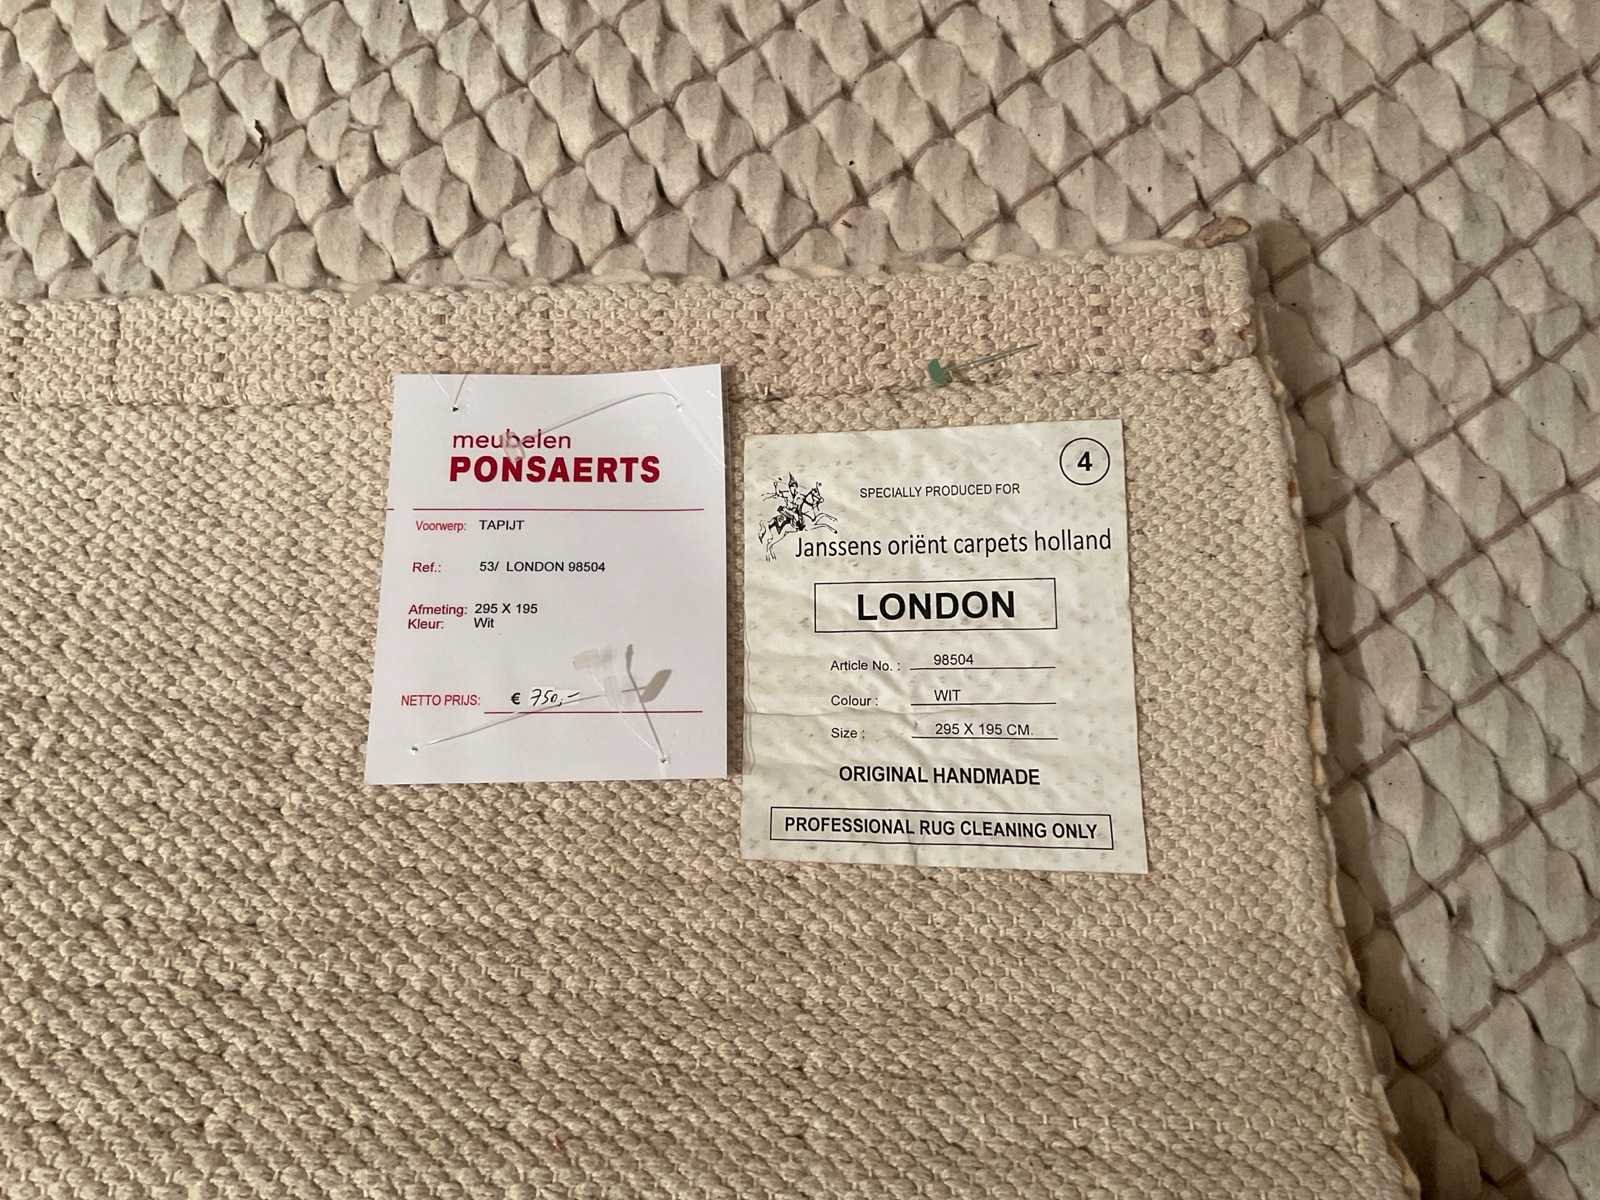 meubelen
PONSAERTS
Voorwerp: TAPIJT
Ref.: 53/ LONDON 98504
Afmeting: 295 X 195
Kleur: Wit
NETTO PRIJS: € 750,-
4
SPECIALLY PRODUCED FOR
Janssens oriënt carpets holland
LONDON
Article No. : 98504
Colour : WIT
Size : 295 X 195 CM.
ORIGINAL HANDMADE
PROFESSIONAL RUG CLEANING ONLY